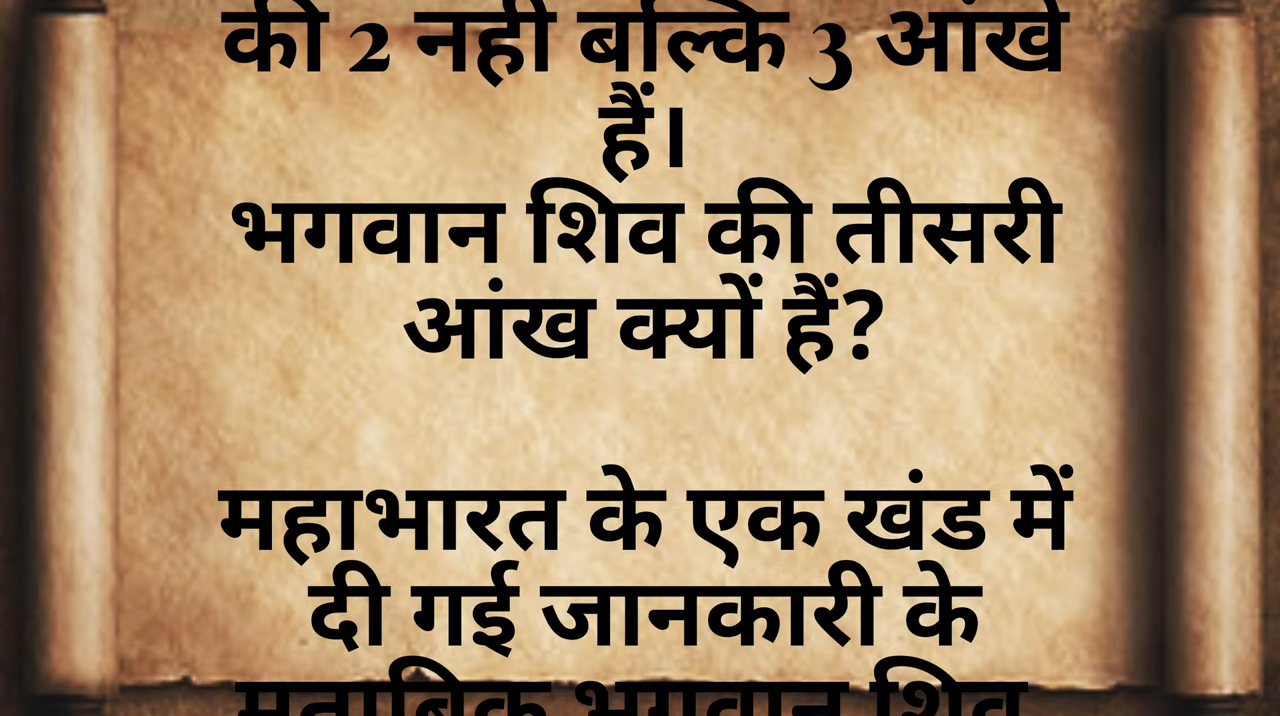 की 2 नही बल्कि 3 आंखे
हैं।
भगवान शिव की तीसरी
आंख क्यों हैं?
महाभारत के एक खंड में
दी गई जानकारी के
मुताबिक भगवान शिव